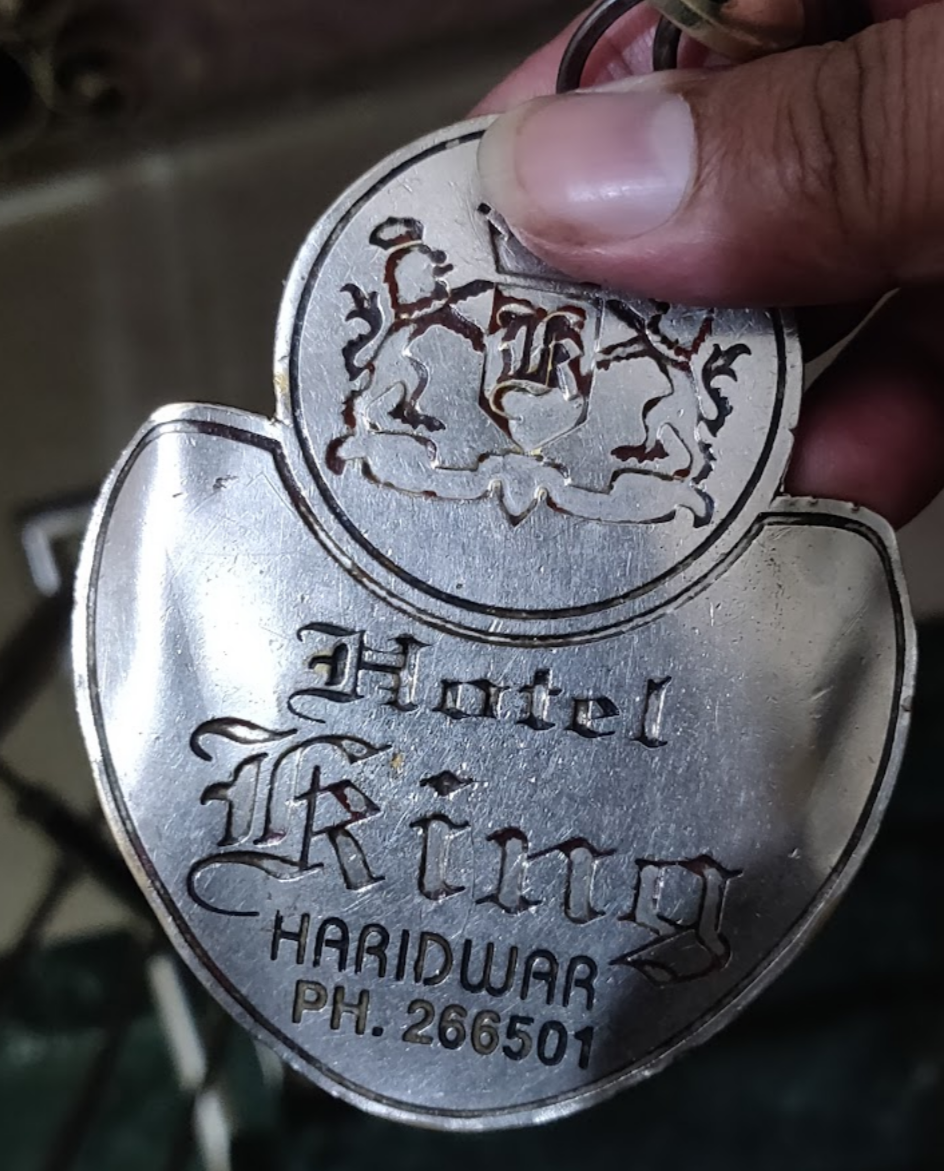 K
Hotel
King
HARIDWAR
PH. 266501